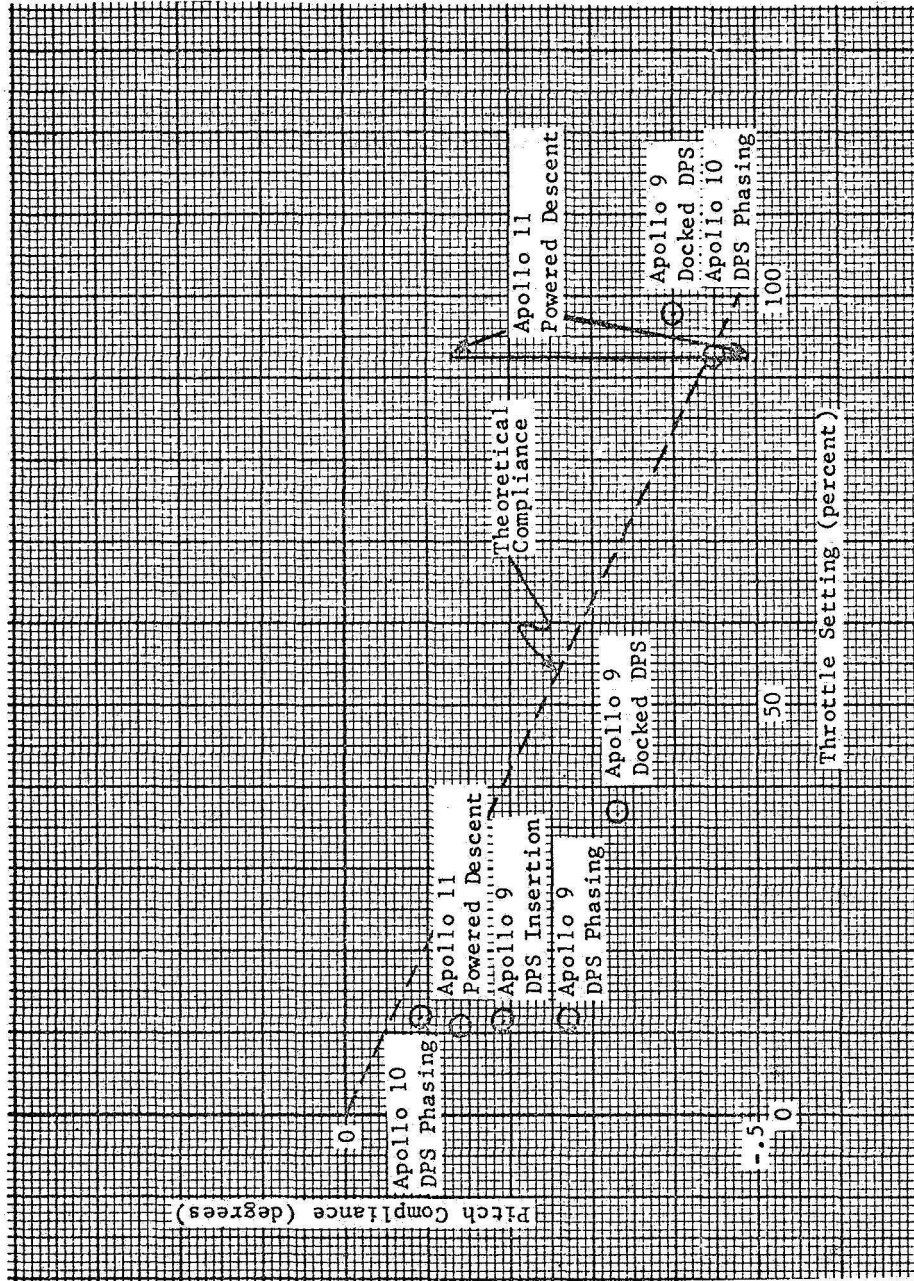 Pitch Compliance (degrees)
0
-.5
0
50
100
Throttle Setting (percent)
Apollo 10
DPS Phasing
Apollo 11
Powered Descent
Apollo 9
DPS Insertion
Apollo 9
DPS Phasing
Apollo 9
Docked DPS
Theoretical
Compliance
Apollo 11
Powered Descent
Apollo 9
Docked DPS
Apollo 10
DPS Phasing